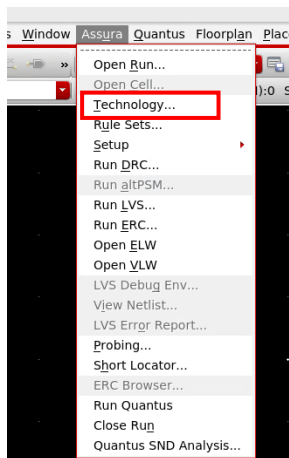 s Window Assura Quantus Floorplan Plac
»
Open Run...
Open Cell...
):0 S
Technology...
Rule Sets...
Setup
Run DRC...
Run altPSM...
Run LVS...
Run ERC...
Open ELW
Open VLW
LVS Debug Env...
View Netlist...
LVS Error Report...
Probing...
Short Locator...
ERC Browser...
Run Quantus
Close Run
Quantus SND Analysis...